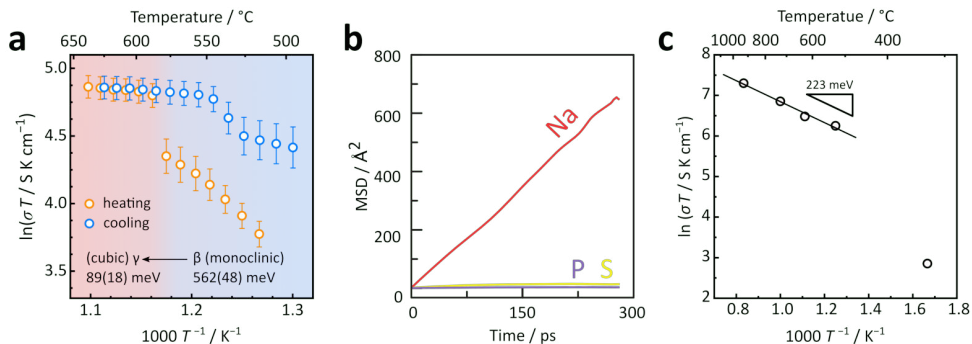 a
Temperature / °C
650 600 550 500
5.0
4.5
4.0
3.5
ln(σT / S K cm⁻¹)
heating
cooling
(cubic) γ ← β (monoclinic)
89(18) meV 562(48) meV
1.1 1.2 1.3
1000 T ⁻¹ / K⁻¹
b
800
600
400
200
0
MSD / Å²
Na
P S
0 150 300
Time / ps
c
Temperatue / °C
1000 800 600 400
8
7
6
5
4
3
2
ln (σT / S K cm⁻¹)
223 meV
0.8 1.0 1.2 1.4 1.6 1.8
1000 T ⁻¹ / K⁻¹